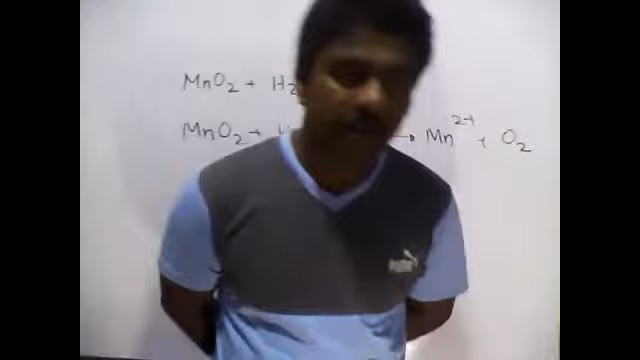 MnO2 + H2
MnO2 + → Mn2+ + O2
PUMA